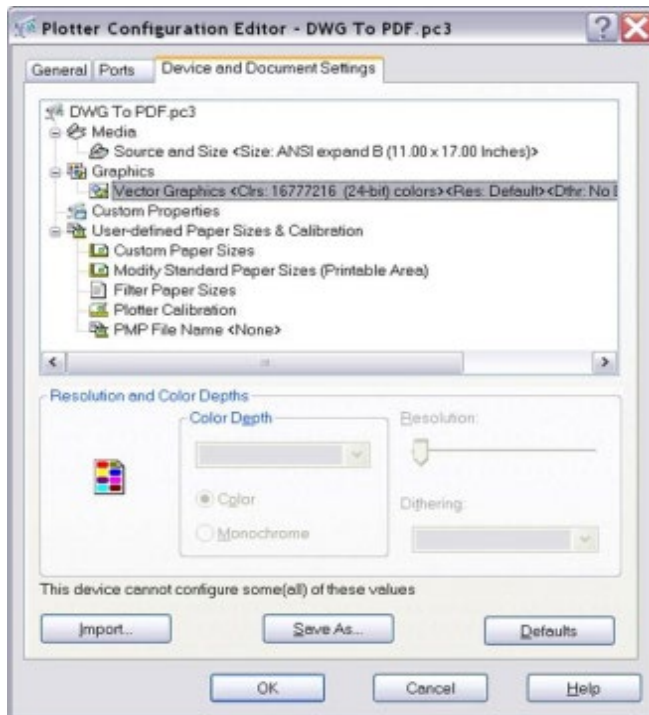 Plotter Configuration Editor - DWG To PDF.pc3
General Ports Device and Document Settings
DWG To PDF.pc3
Media
Source and Size <Size: ANSI expand B (11.00 x 17.00 Inches)>
Graphics
Vector Graphics <Clrs: 16777216 (24-bit) colors><Res: Default><Dthr: No
Custom Properties
User-defined Paper Sizes & Calibration
Custom Paper Sizes
Modify Standard Paper Sizes (Printable Area)
Filter Paper Sizes
Plotter Calibration
PMP File Name <None>
Resolution and Color Depths
Color Depth
Resolution:
Color
Dithering:
Monochrome
This device cannot configure some(all) of these values
Import... Save As... Defaults
OK Cancel Help